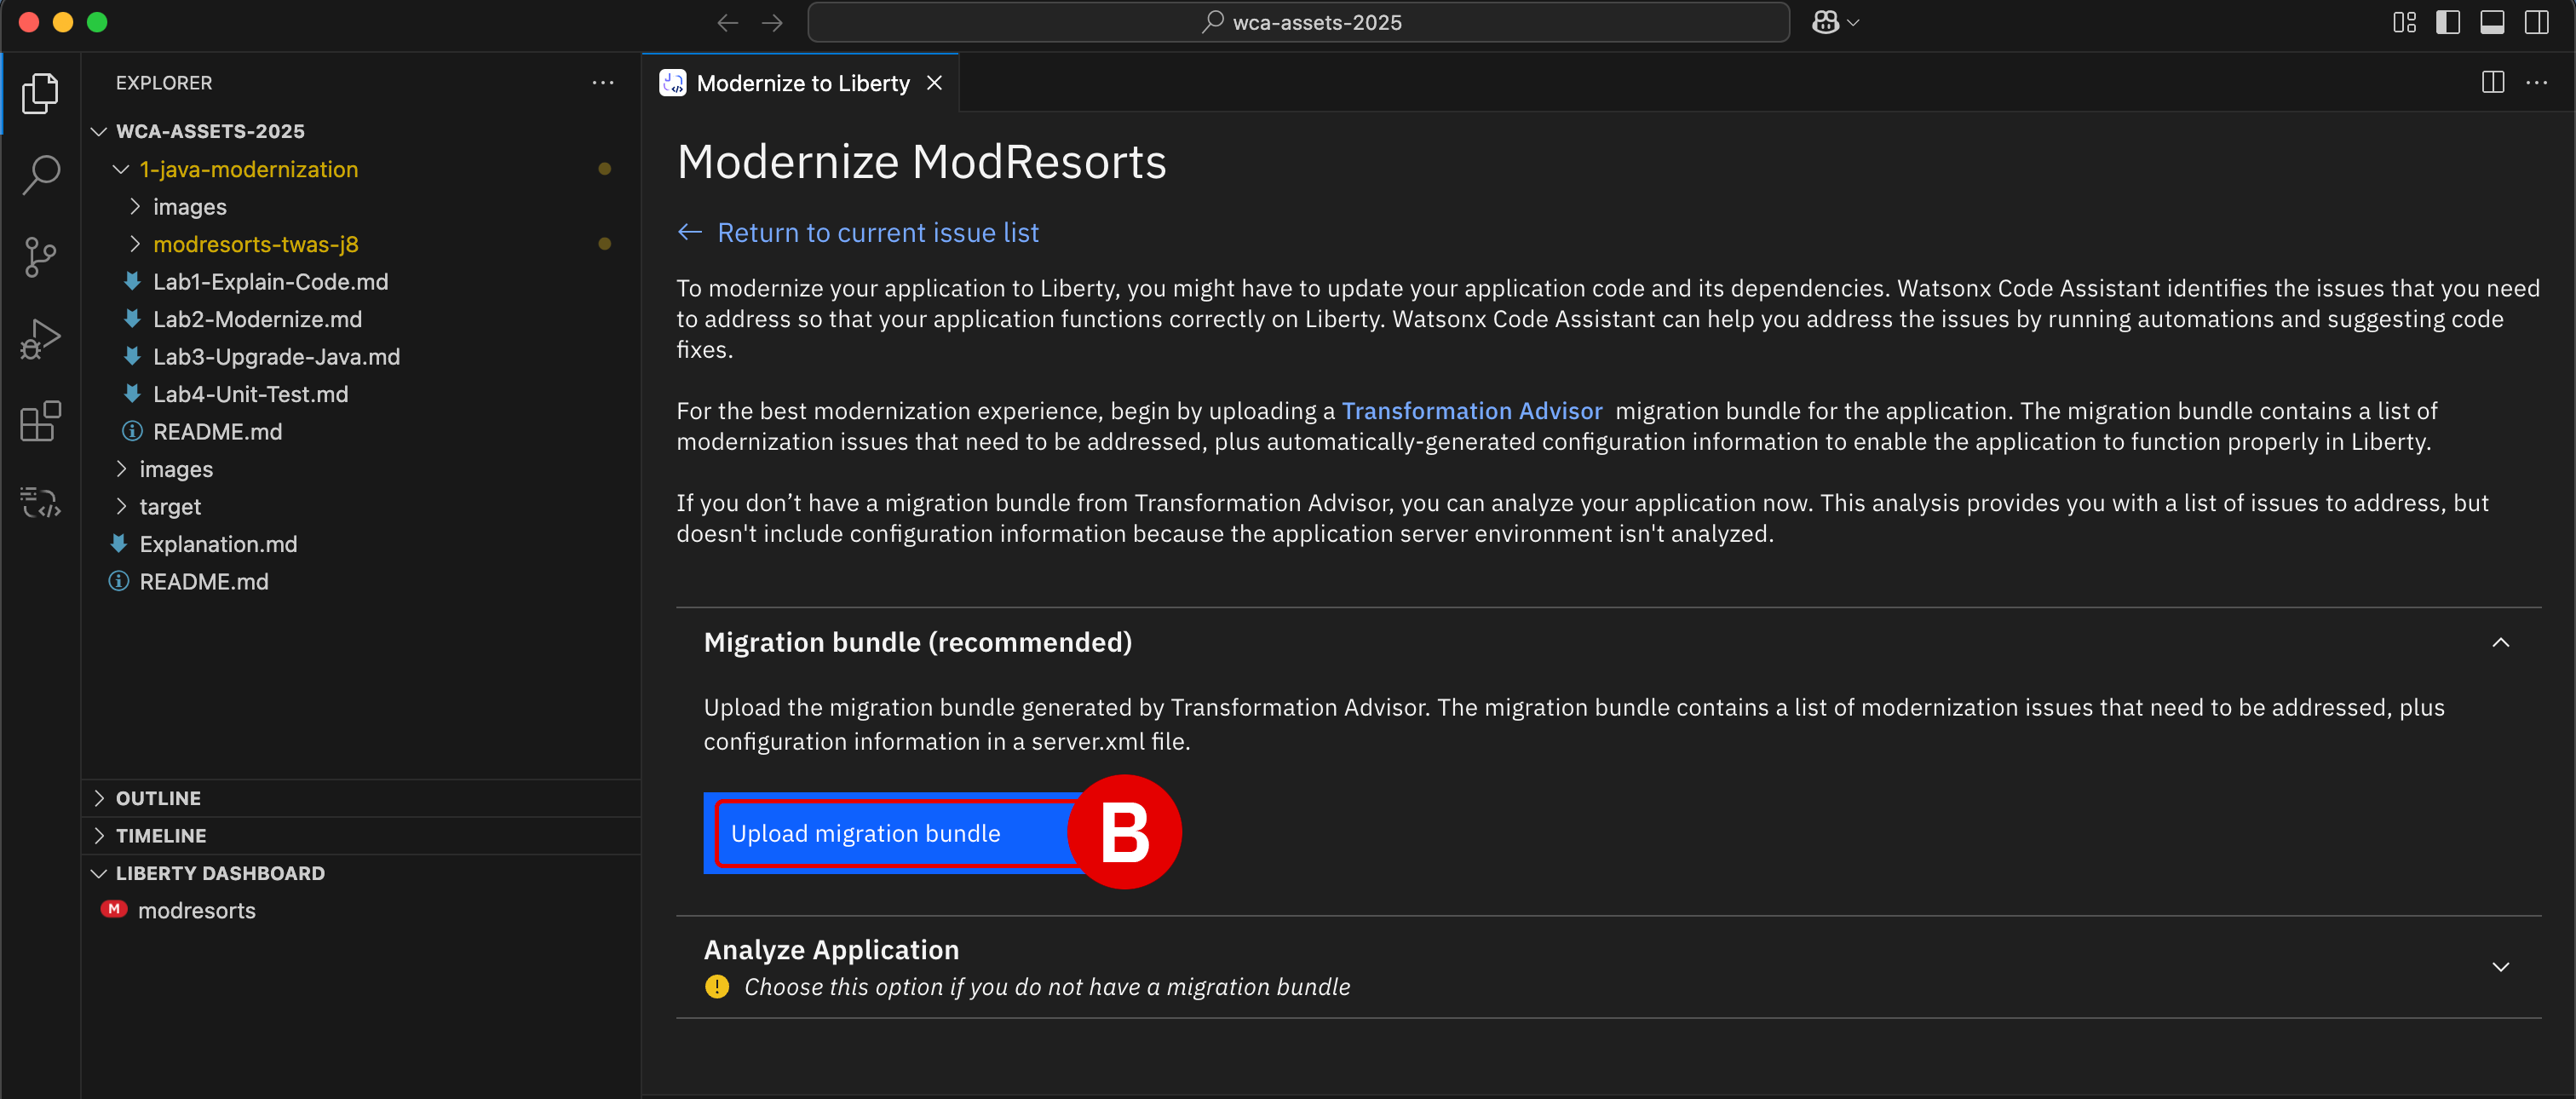 wca-assets-2025
EXPLORER
WCA-ASSETS-2025
1-java-modernization
images
modresorts-twas-j8
Lab1-Explain-Code.md
Lab2-Modernize.md
Lab3-Upgrade-Java.md
Lab4-Unit-Test.md
README.md
images
target
Explanation.md
README.md
OUTLINE
TIMELINE
LIBERTY DASHBOARD
M modresorts
Modernize to Liberty
Modernize ModResorts
← Return to current issue list
To modernize your application to Liberty, you might have to update your application code and its dependencies. Watsonx Code Assistant identifies the issues that you need
to address so that your application functions correctly on Liberty. Watsonx Code Assistant can help you address the issues by running automations and suggesting code
fixes.
For the best modernization experience, begin by uploading a Transformation Advisor migration bundle for the application. The migration bundle contains a list of
modernization issues that need to be addressed, plus automatically-generated configuration information to enable the application to function properly in Liberty.
If you don’t have a migration bundle from Transformation Advisor, you can analyze your application now. This analysis provides you with a list of issues to address, but
doesn't include configuration information because the application server environment isn't analyzed.
Migration bundle (recommended)
Upload the migration bundle generated by Transformation Advisor. The migration bundle contains a list of modernization issues that need to be addressed, plus
configuration information in a server.xml file.
Upload migration bundle
B
Analyze Application
Choose this option if you do not have a migration bundle